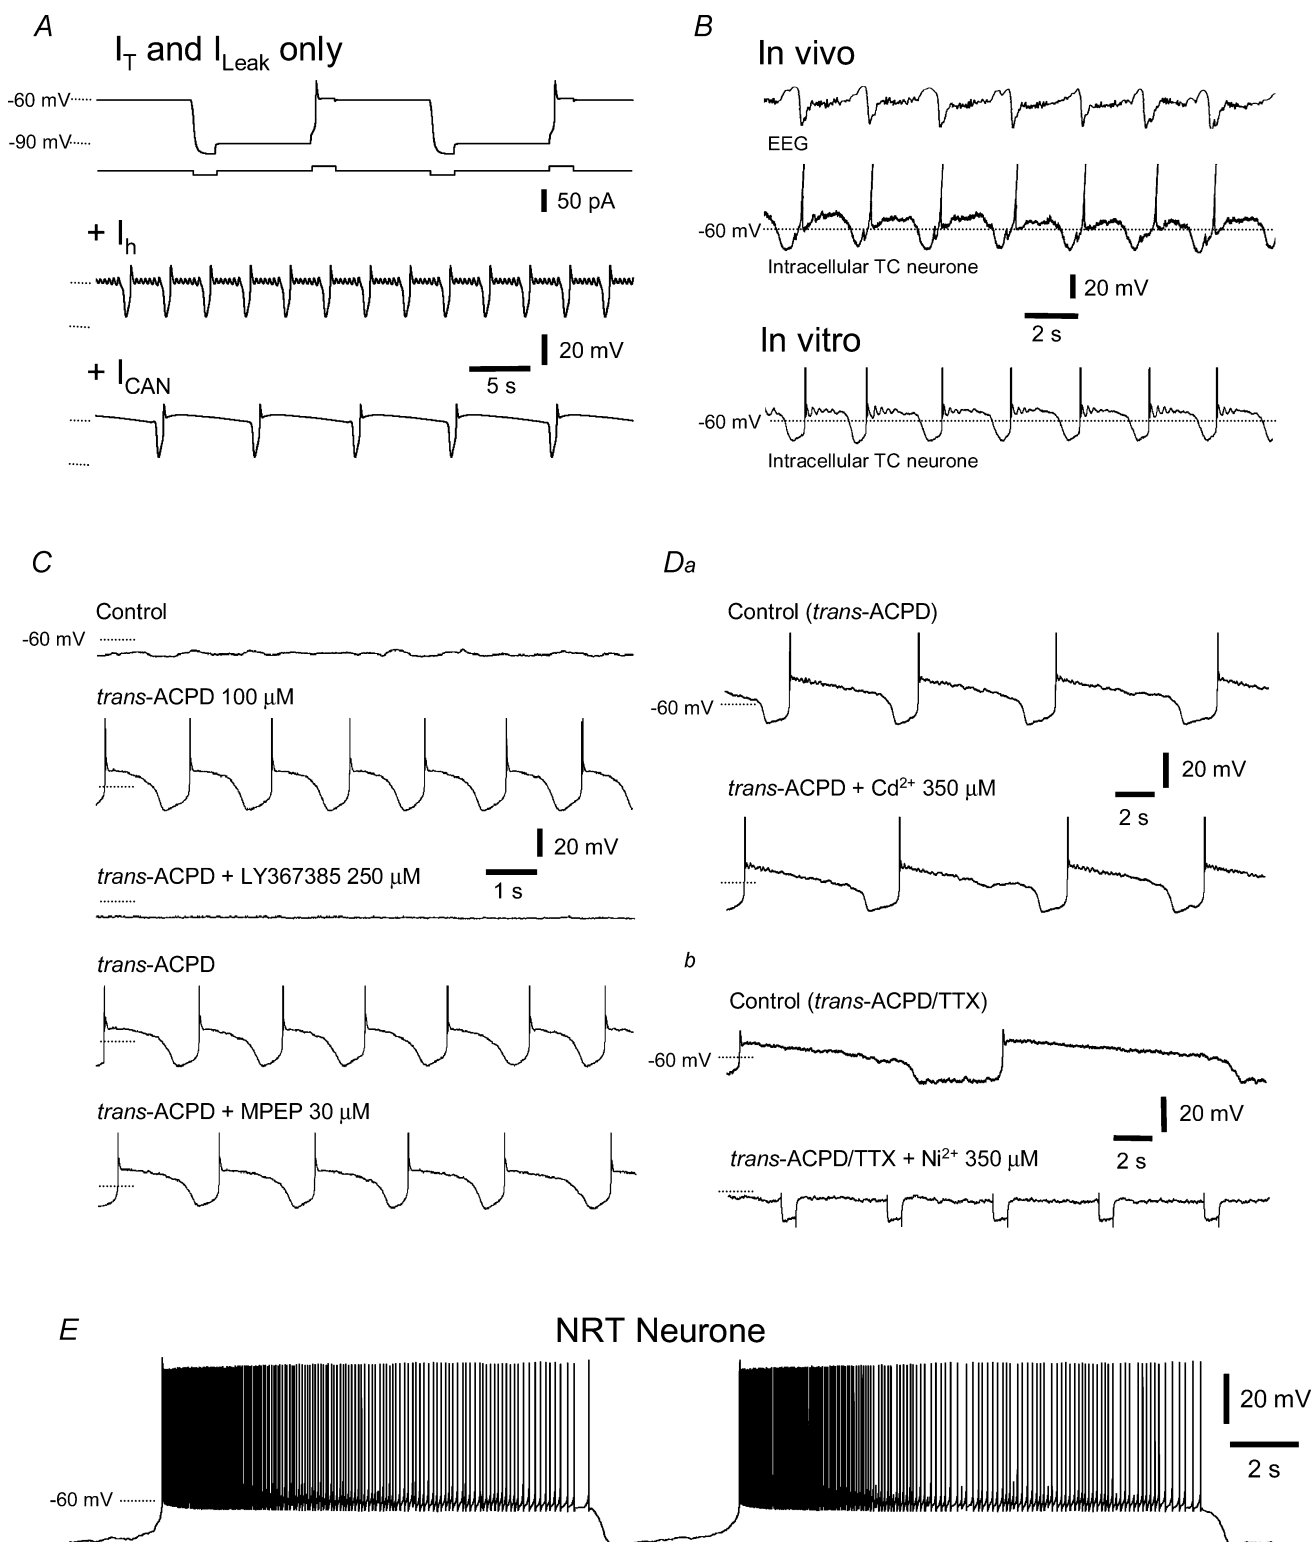 A
I_T and I_Leak only
-60 mV
-90 mV
50 pA
+ I_h
20 mV
5 s
+ I_CAN
B
In vivo
EEG
-60 mV
Intracellular TC neurone
20 mV
2 s
In vitro
-60 mV
Intracellular TC neurone
C
Control
-60 mV
trans-ACPD 100 μM
20 mV
1 s
trans-ACPD + LY367385 250 μM
trans-ACPD
trans-ACPD + MPEP 30 μM
Da
Control (trans-ACPD)
-60 mV
20 mV
2 s
trans-ACPD + Cd²⁺ 350 μM
b
Control (trans-ACPD/TTX)
-60 mV
20 mV
2 s
trans-ACPD/TTX + Ni²⁺ 350 μM
E
NRT Neurone
-60 mV
20 mV
2 s